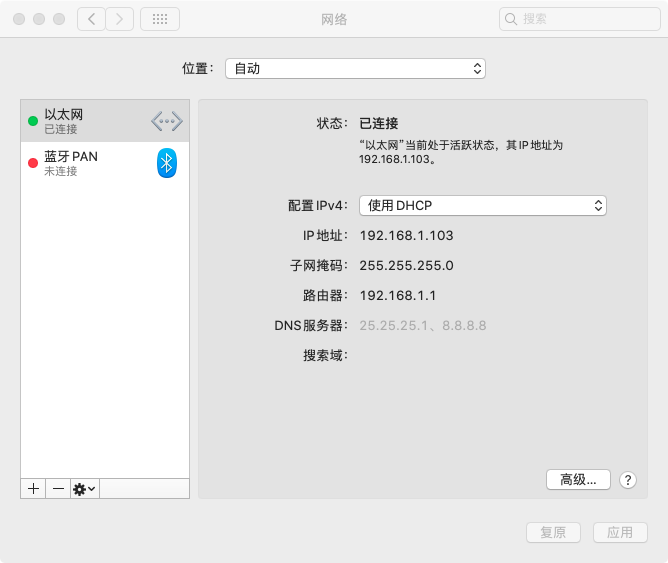 网络
搜索
位置： 自动
以太网
已连接
蓝牙 PAN
未连接
状态： 已连接
“以太网”当前处于活跃状态，其 IP 地址为
192.168.1.103。
配置 IPv4： 使用 DHCP
IP 地址： 192.168.1.103
子网掩码： 255.255.255.0
路由器： 192.168.1.1
DNS 服务器： 25.25.25.1、8.8.8.8
搜索域：
高级... ?
复原 应用